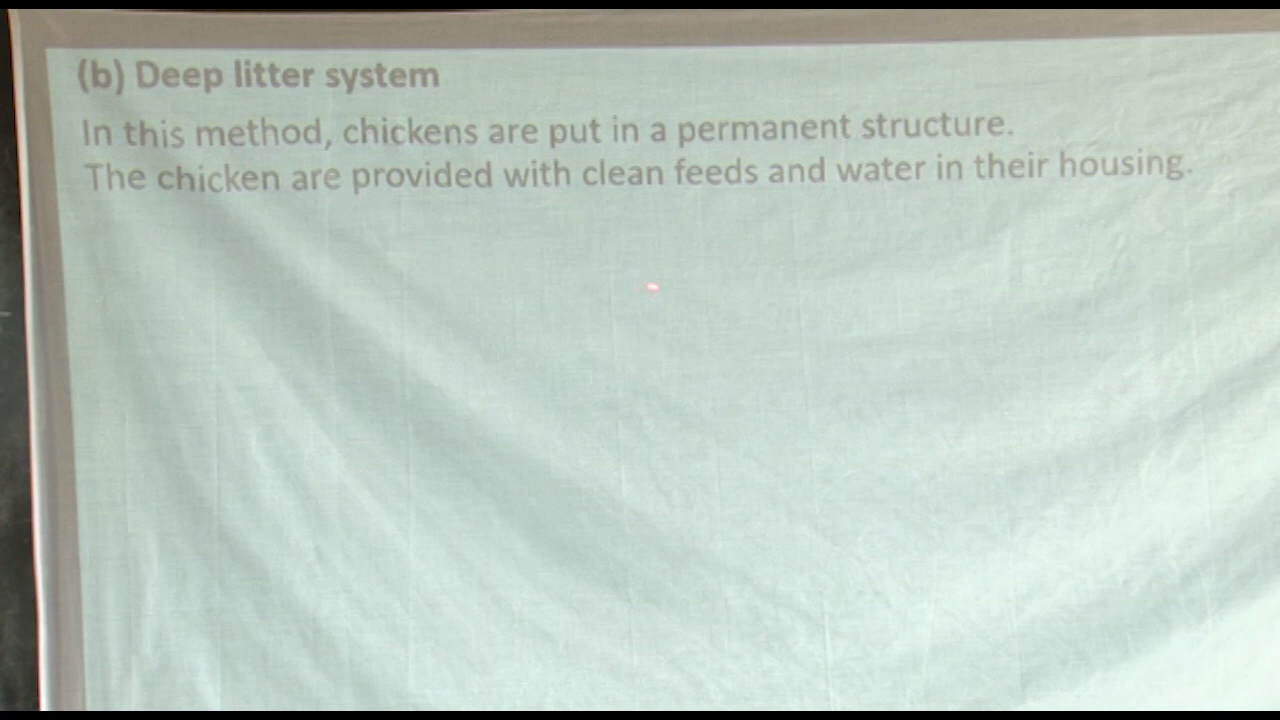 (b) Deep litter system
In this method, chickens are put in a permanent structure.
The chicken are provided with clean feeds and water in their housing.